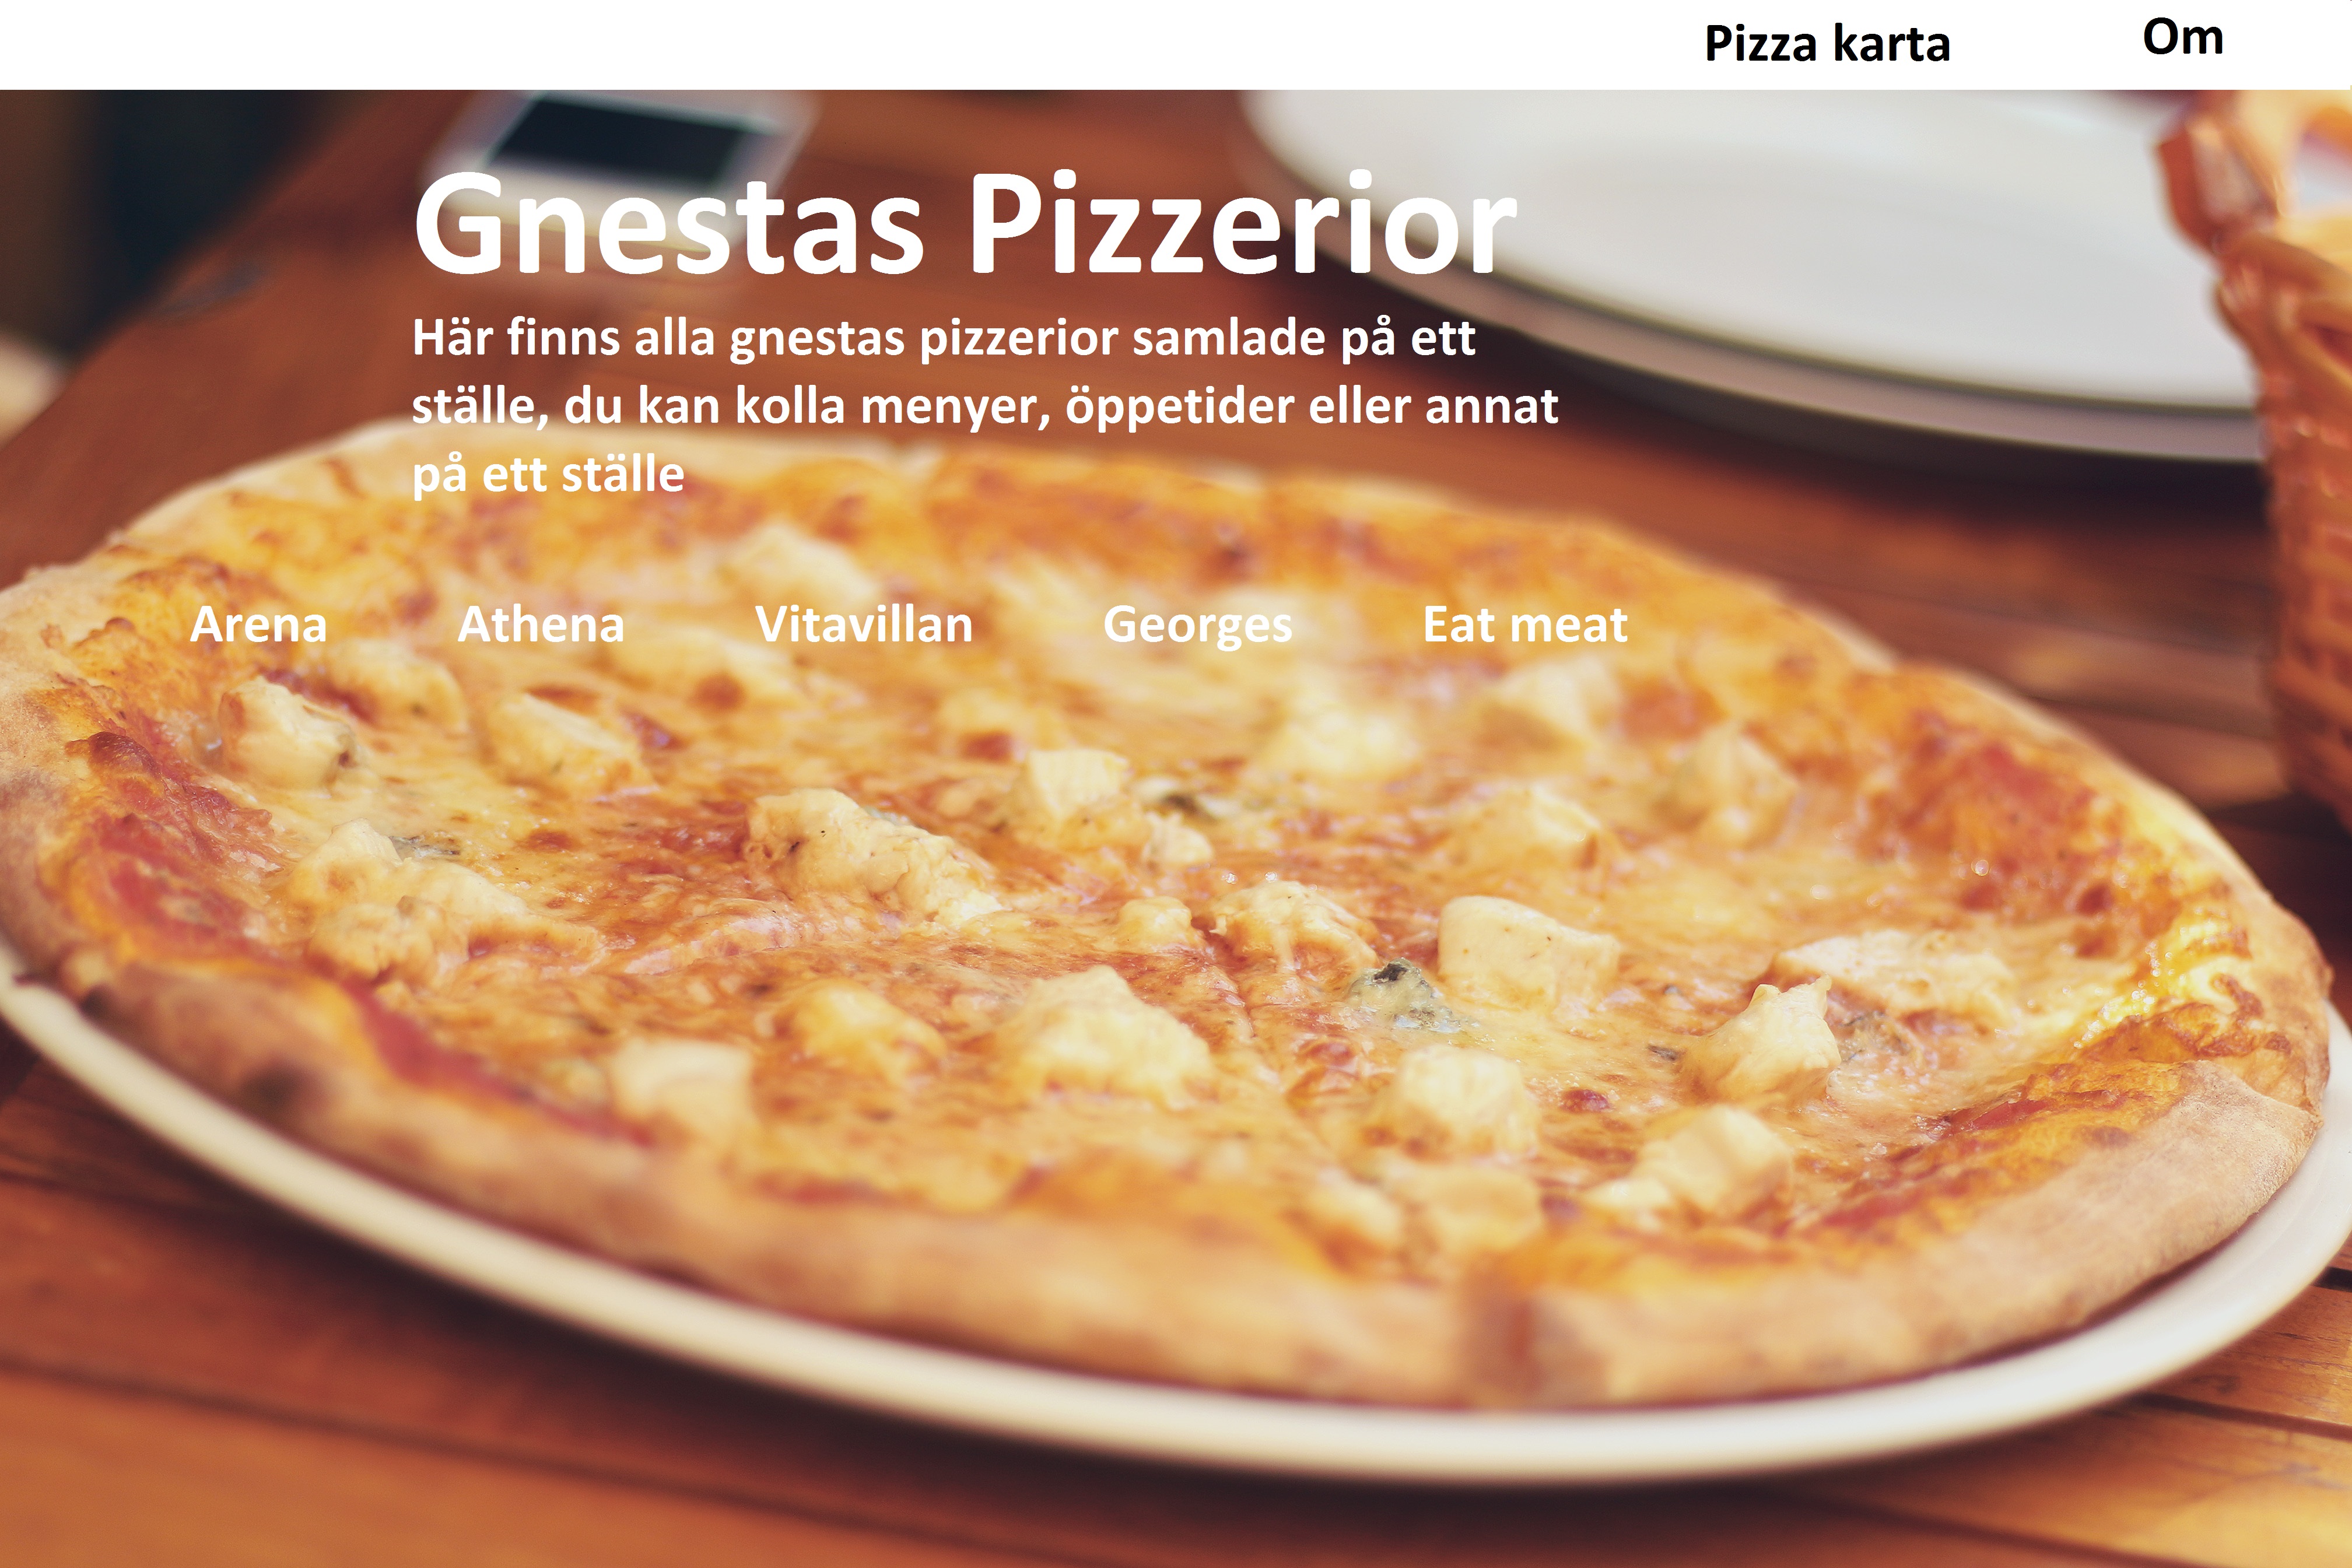 Pizza karta Om
Gnestas Pizzerior
Här finns alla gnestas pizzerior samlade på ett
ställe, du kan kolla menyer, öppetider eller annat
på ett ställe
Arena Athena Vitavillan Georges Eat meat